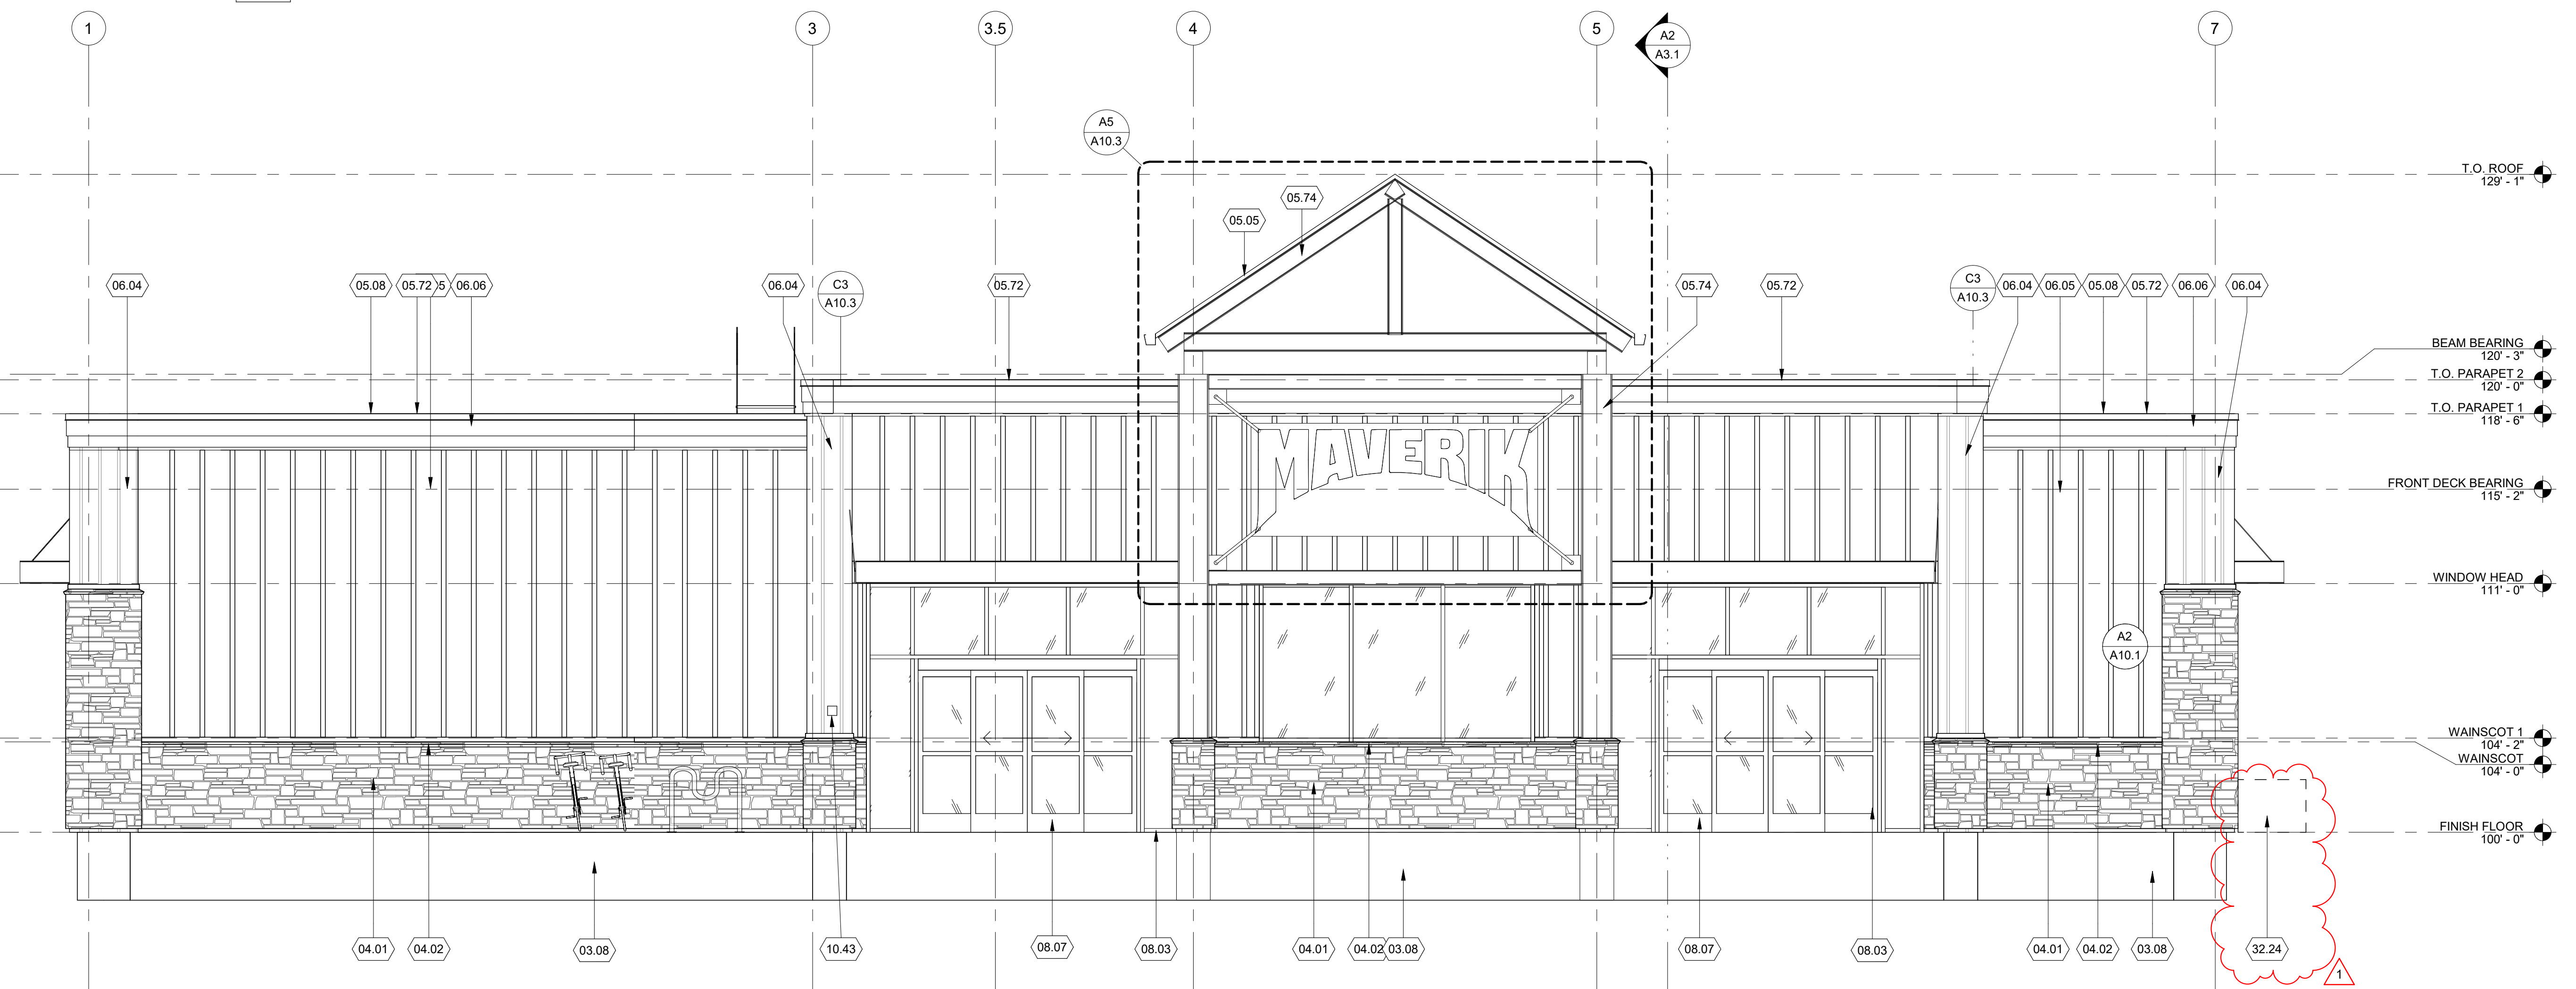 1
3
3.5
4
5
A2
A3.1
7
A5
A10.3
T.O. ROOF
129' - 1"
05.74
05.05
06.04
05.08
05.72
5
06.06
06.04
C3
A10.3
05.72
05.74
05.72
C3
A10.3
06.04
06.05
05.08
05.72
06.06
06.04
BEAM BEARING
120' - 3"
T.O. PARAPET 2
120' - 0"
T.O. PARAPET 1
118' - 6"
MAVERIK
FRONT DECK BEARING
115' - 2"
WINDOW HEAD
111' - 0"
A2
A10.1
WAINSCOT 1
104' - 2"
WAINSCOT
104' - 0"
FINISH FLOOR
100' - 0"
04.01
04.02
03.08
10.43
08.07
08.03
04.01
04.02
03.08
08.07
08.03
04.01
04.02
03.08
32.24
1